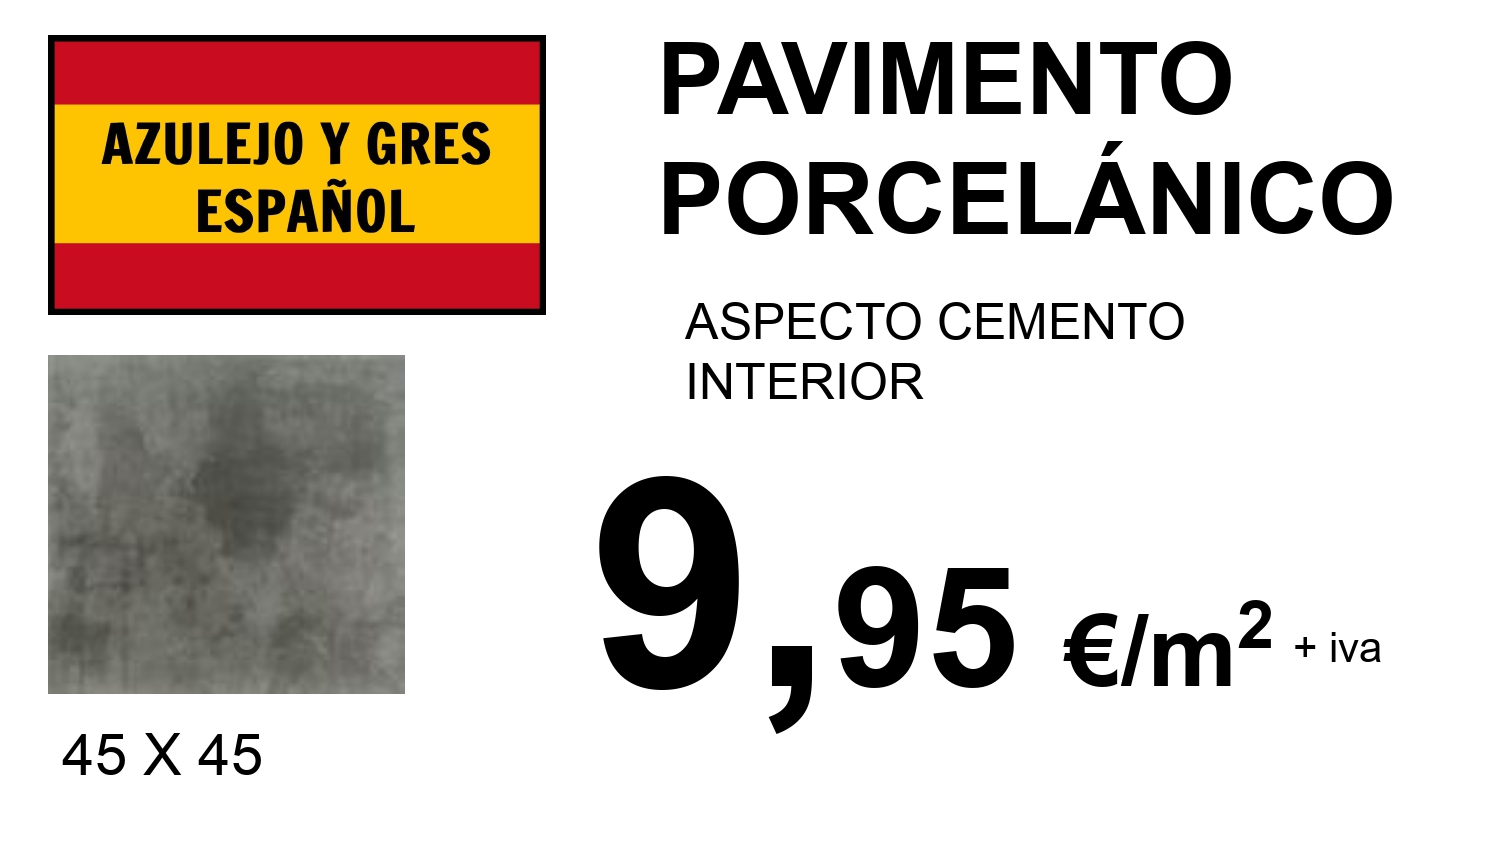 AZULEJO Y GRES
ESPAÑOL
PAVIMENTO
PORCELÁNICO
ASPECTO CEMENTO
INTERIOR
9,95 €/m² + iva
45 X 45